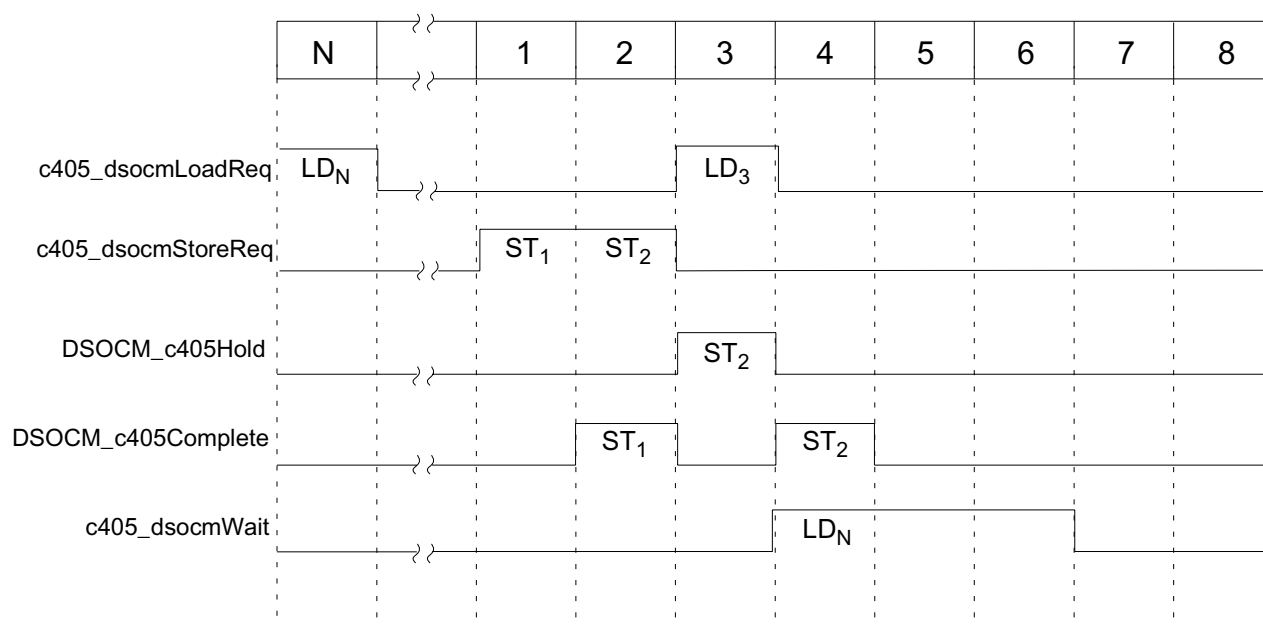 N 1 2 3 4 5 6 7 8
c405_dsocmLoadReq LDN LD3
c405_dsocmStoreReq ST1 ST2
DSOCM_c405Hold ST2
DSOCM_c405Complete ST1 ST2
c405_dsocmWait LDN